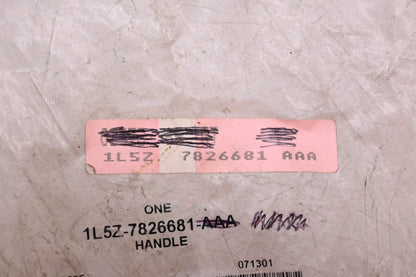 1L5Z 7826681 AAA
ONE
1L5Z-7826681-AAA
HANDLE
071301